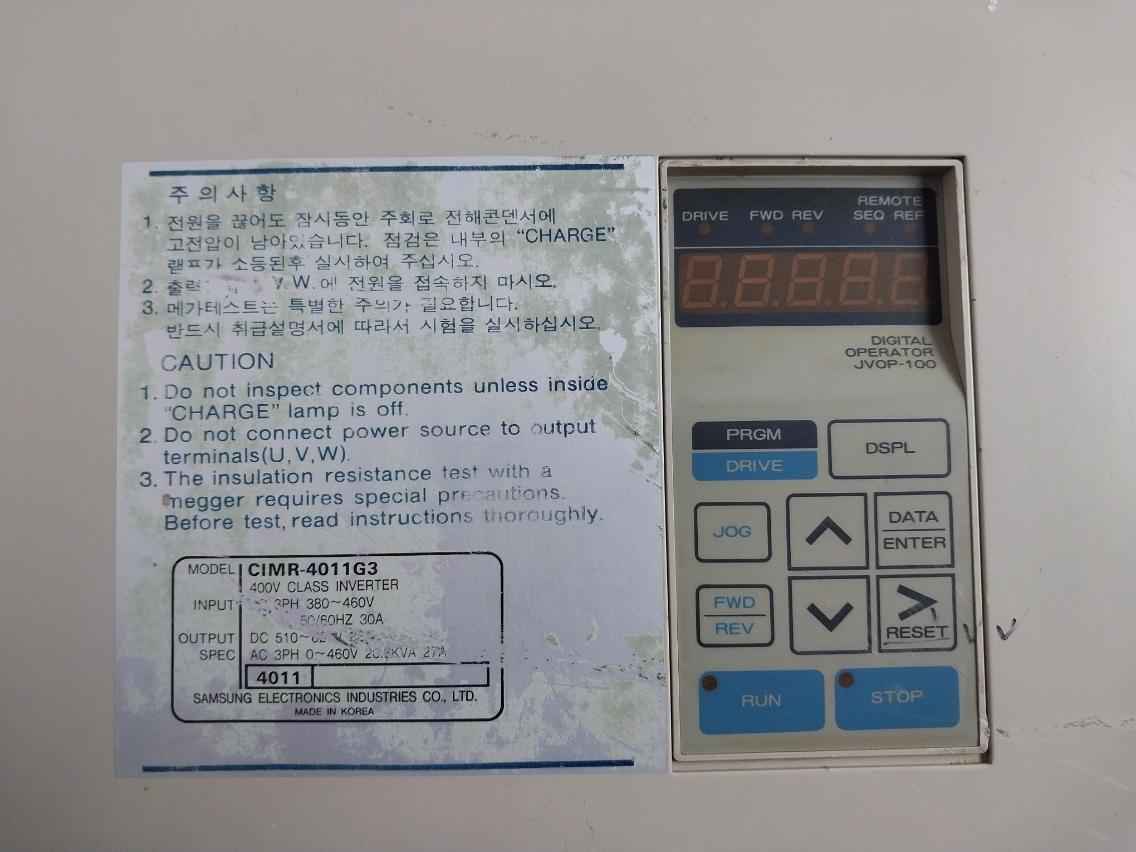 주의사항
1. 전원을 끊어도 잠시동안 주회로 전해콘덴서에
고전압이 남아있습니다. 점검은 내부의 “CHARGE”
램프가 소등된후 실시하여 주십시오.
2. 출력 V, W.에 전원을 접속하지 마시오.
3. 메가테스트는 특별한 주의가 필요합니다.
반드시 취급설명서에 따라서 시험을 실시하십시오.
CAUTION
1. Do not inspect components unless inside
“CHARGE” lamp is off.
2. Do not connect power source to output
terminals(U,V,W).
3. The insulation resistance test with a
megger requires special precautions.
Before test, read instructions thoroughly.
MODEL CIMR-4011G3
400V CLASS INVERTER
INPUT 3PH 380~460V
50/60HZ 30A
OUTPUT DC 510~
SPEC AC 3PH 0~460V 27A
4011
SAMSUNG ELECTRONICS INDUSTRIES CO., LTD.
MADE IN KOREA
REMOTE
DRIVE FWD REV SEQ REF
DIGITAL
OPERATOR
JVOP-100
PRGM
DRIVE
DSPL
JOG
DATA
ENTER
FWD
REV
RESET
RUN
STOP